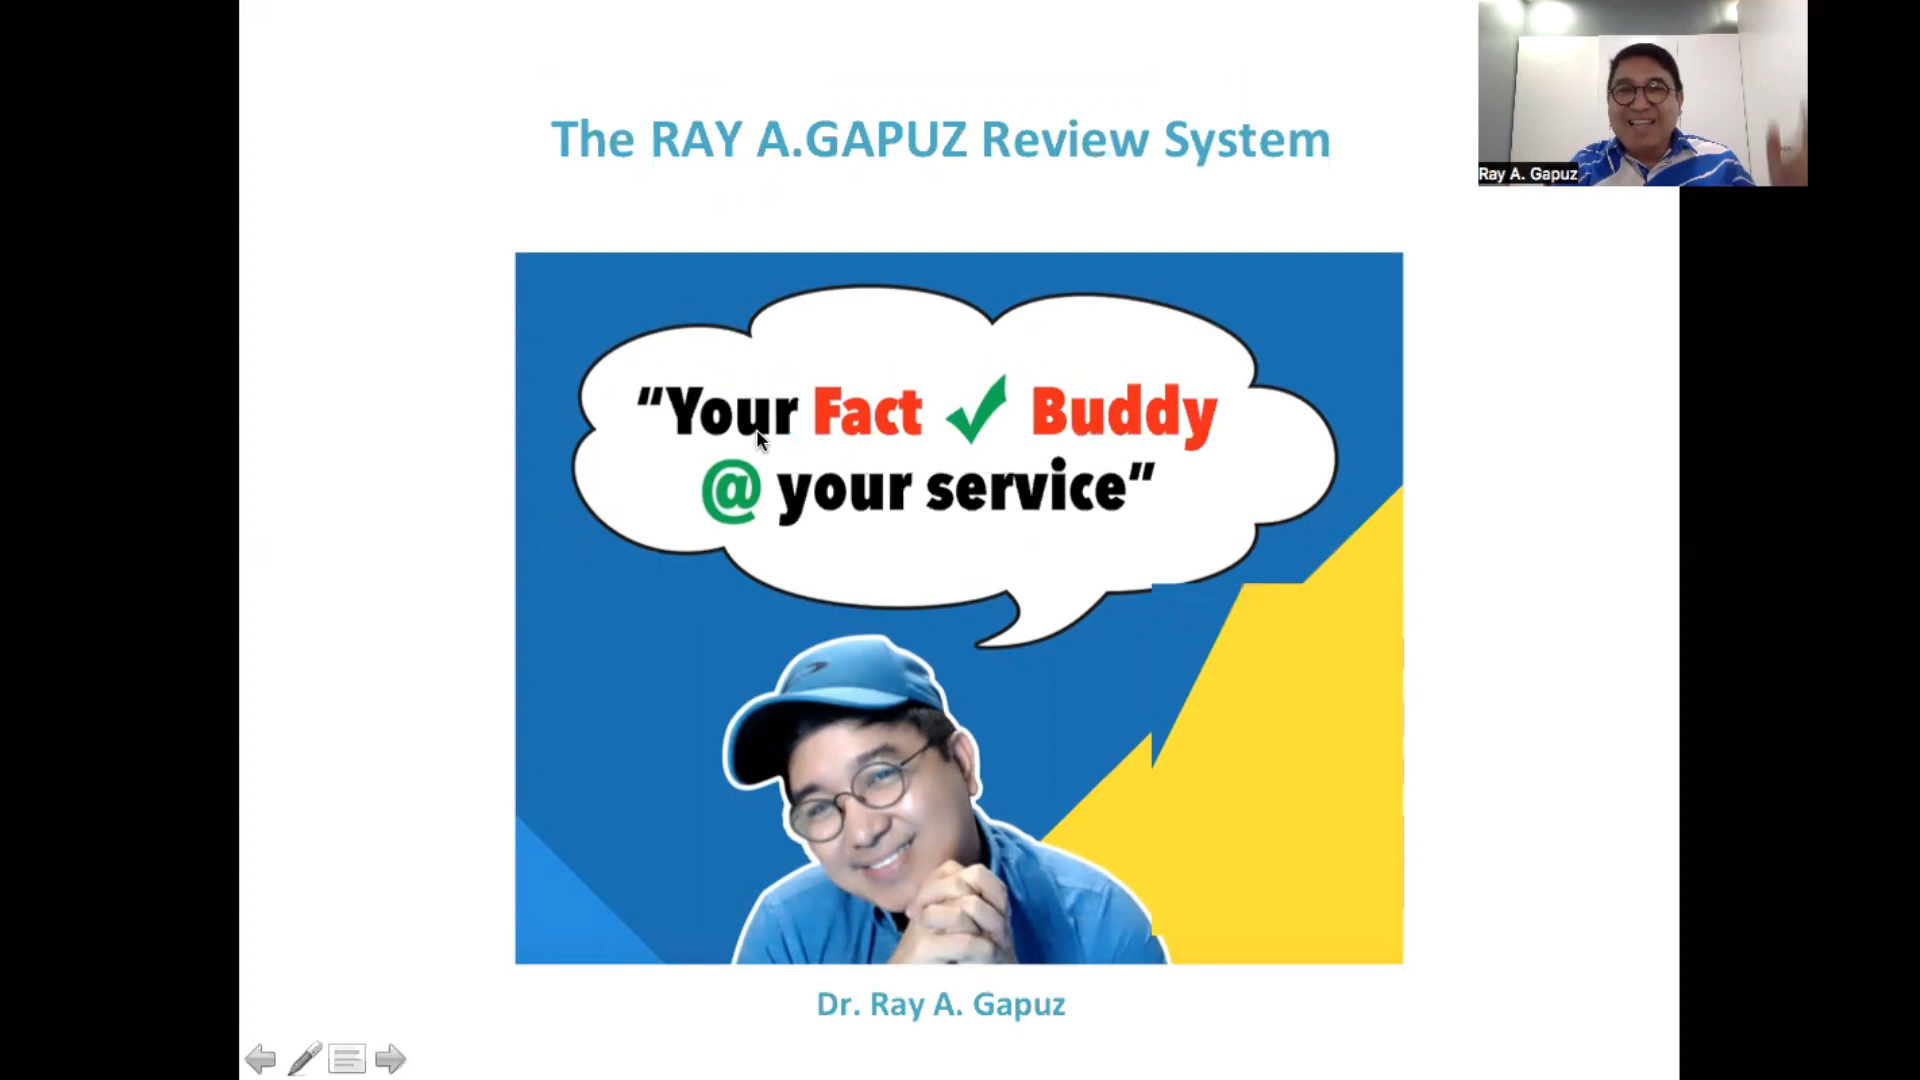 The RAY A.GAPUZ Review System
Ray A. Gapuz
“Your Fact ✓ Buddy
@ your service”
Dr. Ray A. Gapuz